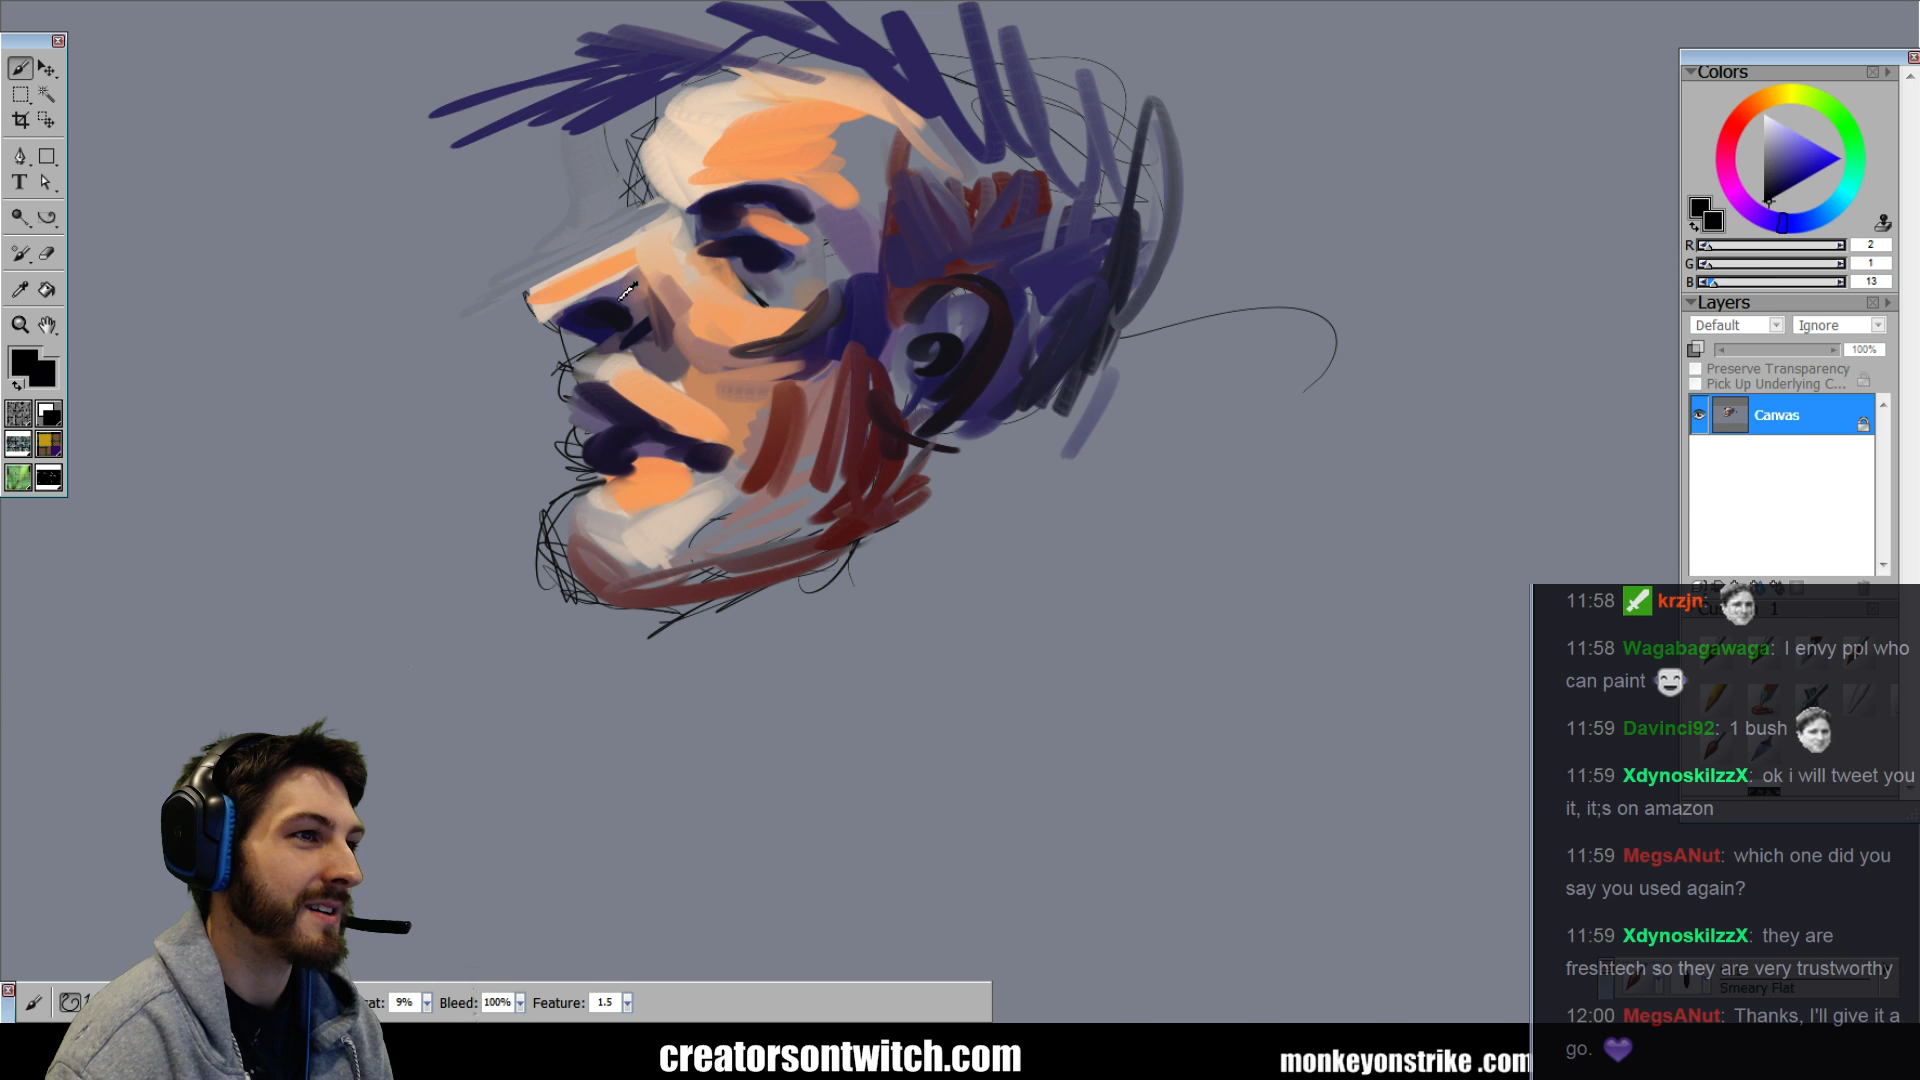 Colors
R 2
G 1
B 13
Layers
Default Ignore
100%
Preserve Transparency
Pick Up Underlying C...
Canvas
11:58 krzjn:
11:58 Wagabagawaga: I envy ppl who
can paint
11:59 Davinci92: 1 bush
11:59 XdynoskilzzX: ok i will tweet you
it, it;s on amazon
11:59 MegsANut: which one did you
say you used again?
11:59 XdynoskilzzX: they are
freshtech so they are very trustworthy
Smeary Flat
12:00 MegsANut: Thanks, I'll give it a
go.
T
9% Bleed: 100% Feature: 1.5
creatorsontwitch.com
monkeyonstrike .com